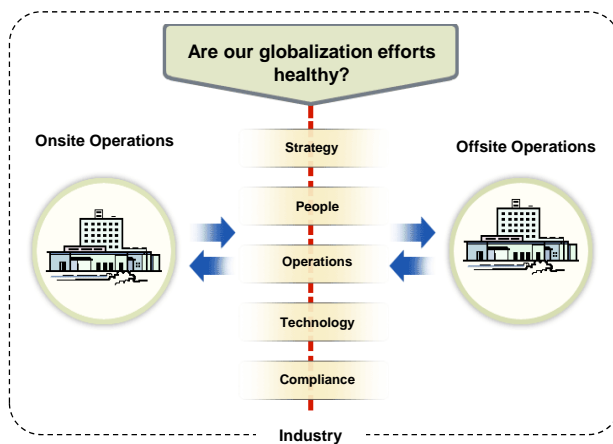 Are our globalization efforts
healthy?
Onsite Operations
Offsite Operations
Strategy
People
Operations
Technology
Compliance
Industry